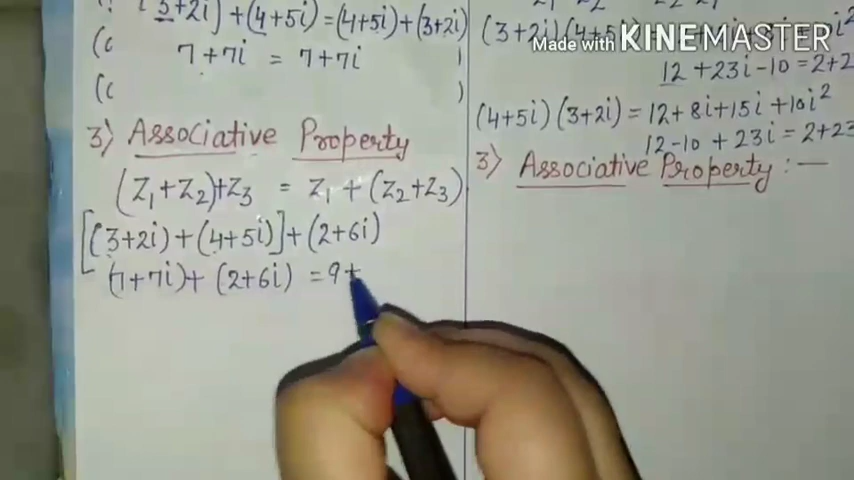 (3+2i) + (4+5i) = (4+5i) + (3+2i)
7+7i = 7+7i
3) Associative Property
(Z1+Z2)+Z3 = Z1+(Z2+Z3)
[(3+2i)+(4+5i)]+(2+6i)
(7+7i)+(2+6i) = 9+
(3+2i)(4+5i)
12+23i-10 = 2+2
(4+5i)(3+2i) = 12+8i+15i+10i²
12-10+23i = 2+23
3) Associative Property :—
Made with KINEMASTER